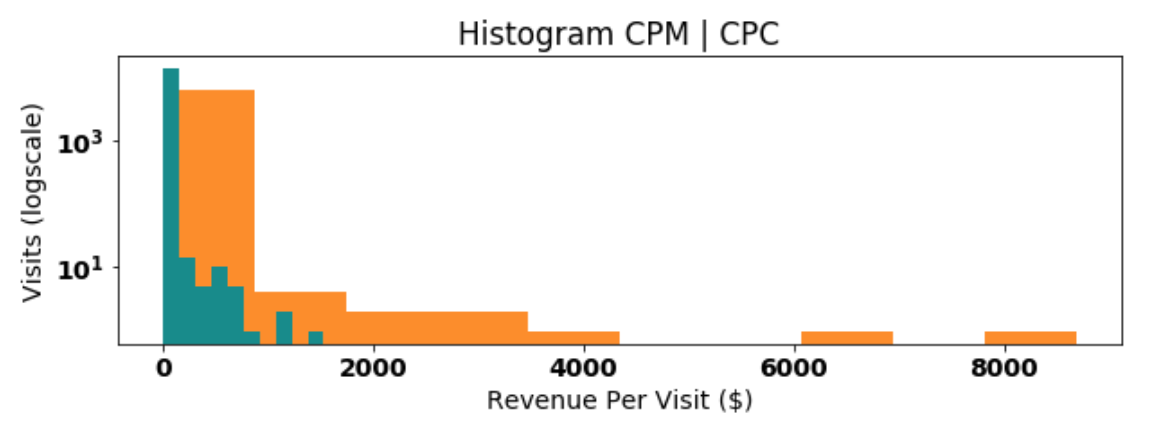 Histogram CPM | CPC
Visits (logscale)
10³
10¹
0 2000 4000 6000 8000
Revenue Per Visit ($)